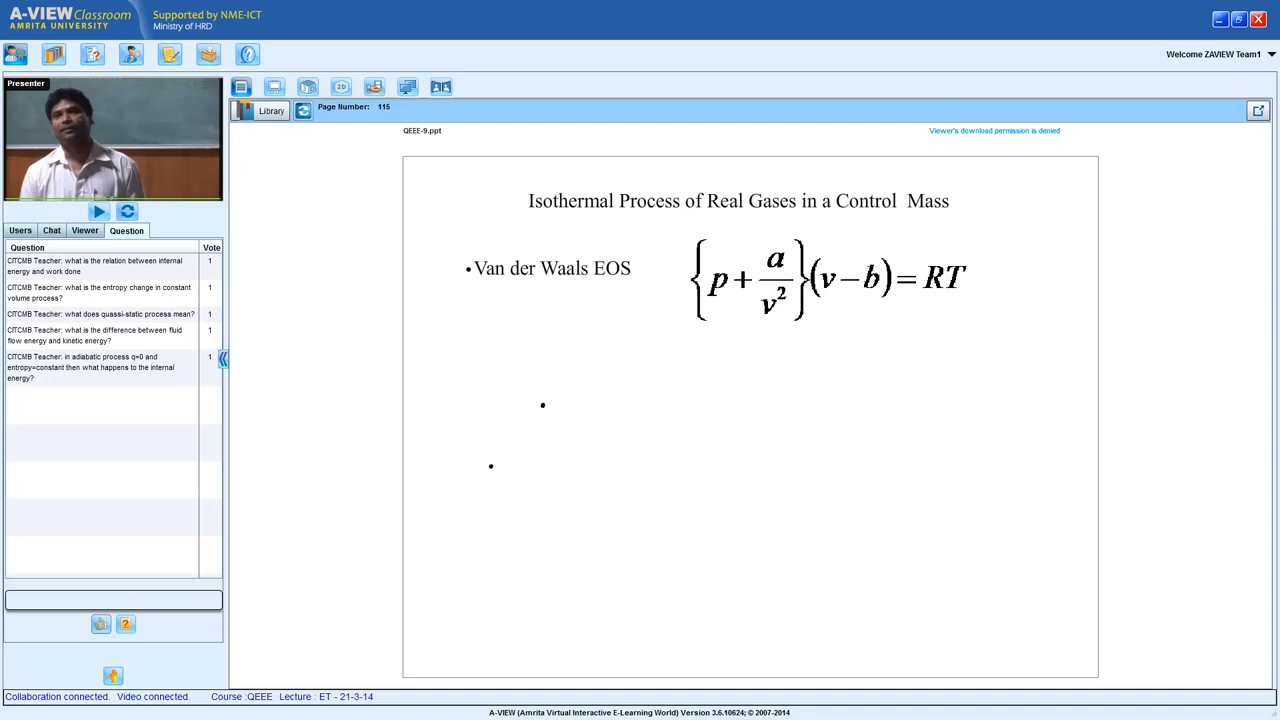 A-VIEW Classroom
AMRITA UNIVERSITY
Supported by NME-ICT
Ministry of HRD
Welcome ZAVIEW Team1
Presenter
Library
Page Number: 115
QEEE-9.ppt
Viewer's download permission is denied
Isothermal Process of Real Gases in a Control Mass
•Van der Waals EOS
{p + a/v²}(v − b) = RT
•
•
Users Chat Viewer Question
Question Vote
CITCMB Teacher: what is the relation between internal 1
energy and work done
CITCMB Teacher: what is the entropy change in constant 1
volume process?
CITCMB Teacher: what does quassi-static process mean? 1
CITCMB Teacher: what is the difference between fluid 1
flow energy and kinetic energy?
CITCMB Teacher: in adiabatic process q=0 and 1
entropy=constant then what happens to the internal
energy?
Collaboration connected. Video connected. Course :QEEE Lecture : ET - 21-3-14
A-VIEW (Amrita Virtual Interactive E-Learning World) Version 3.6.10624; © 2007-2014